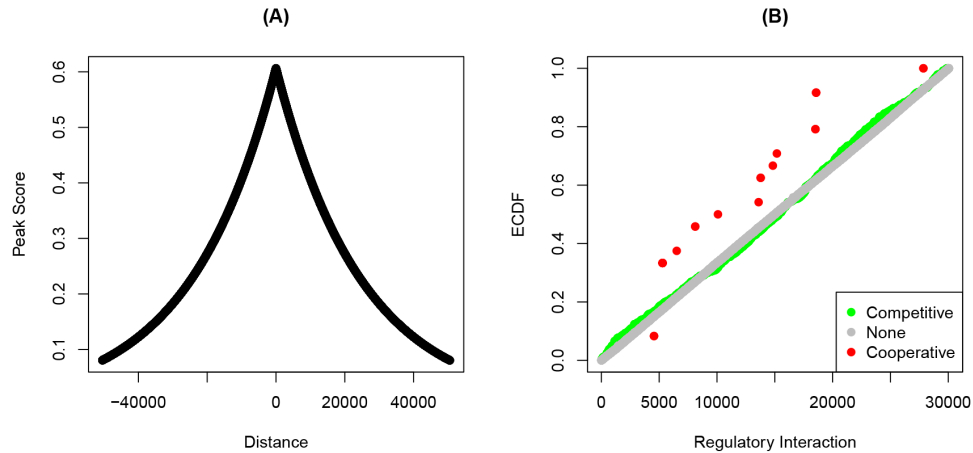 (A)
Peak Score
0.6
0.5
0.4
0.3
0.2
0.1
−40000 0 20000 40000
Distance
(B)
ECDF
1.0
0.8
0.6
0.4
0.2
0.0
Competitive
None
Cooperative
0 5000 10000 20000 30000
Regulatory Interaction